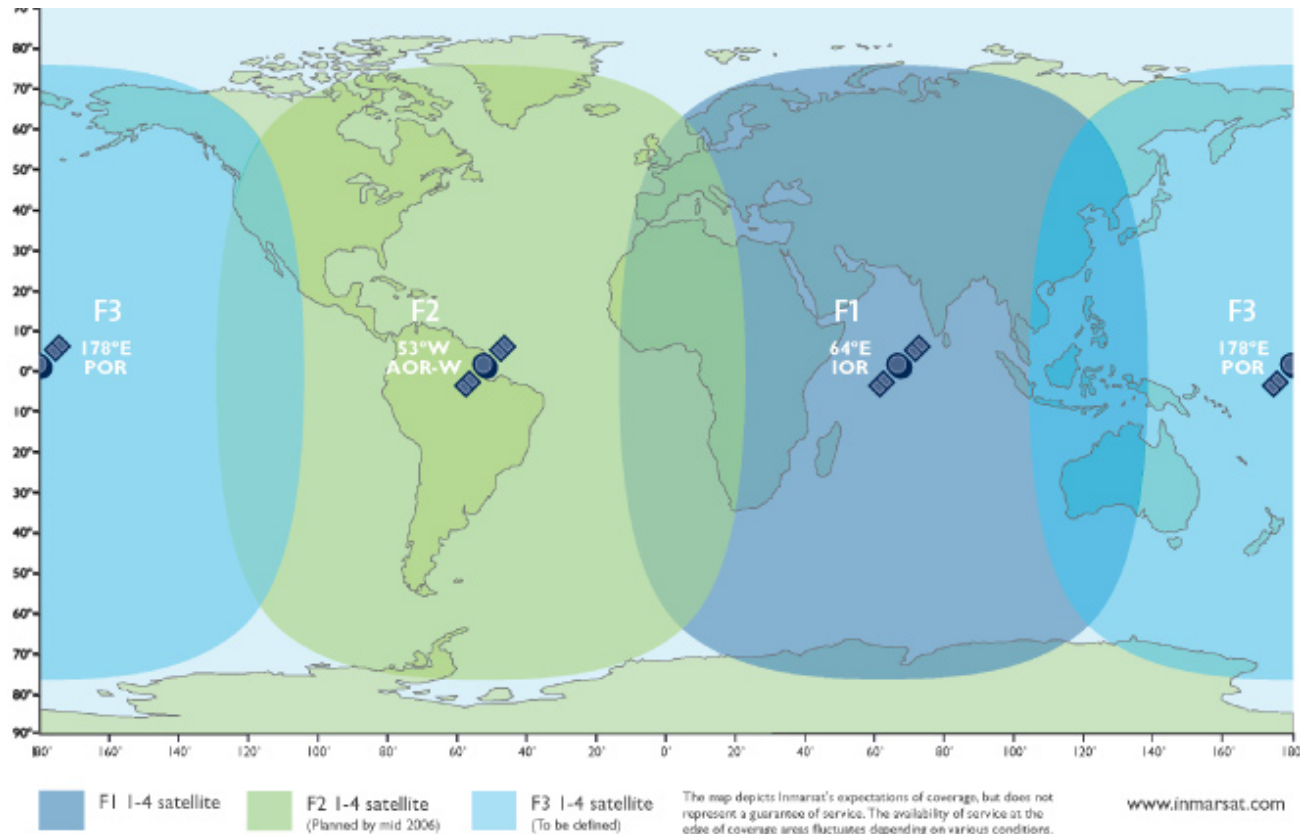 90°
80°
70°
60°
50°
40°
30°
20°
10°
0°
10°
20°
30°
40°
50°
60°
70°
80°
90°
F3
178°E
POR
F2
53°W
AOR-W
F1
64°E
IOR
F3
178°E
POR
180° 160° 140° 120° 100° 80° 60° 40° 20° 0° 20° 40° 60° 80° 100° 120° 140° 160° 180
F1 I-4 satellite
F2 I-4 satellite
(Planned by mid 2006)
F3 I-4 satellite
(To be defined)
The map depicts Inmarsat's expectations of coverage, but does not
represent a guarantee of service. The availability of service at the
edge of coverage areas fluctuates depending on various conditions.
www.inmarsat.com